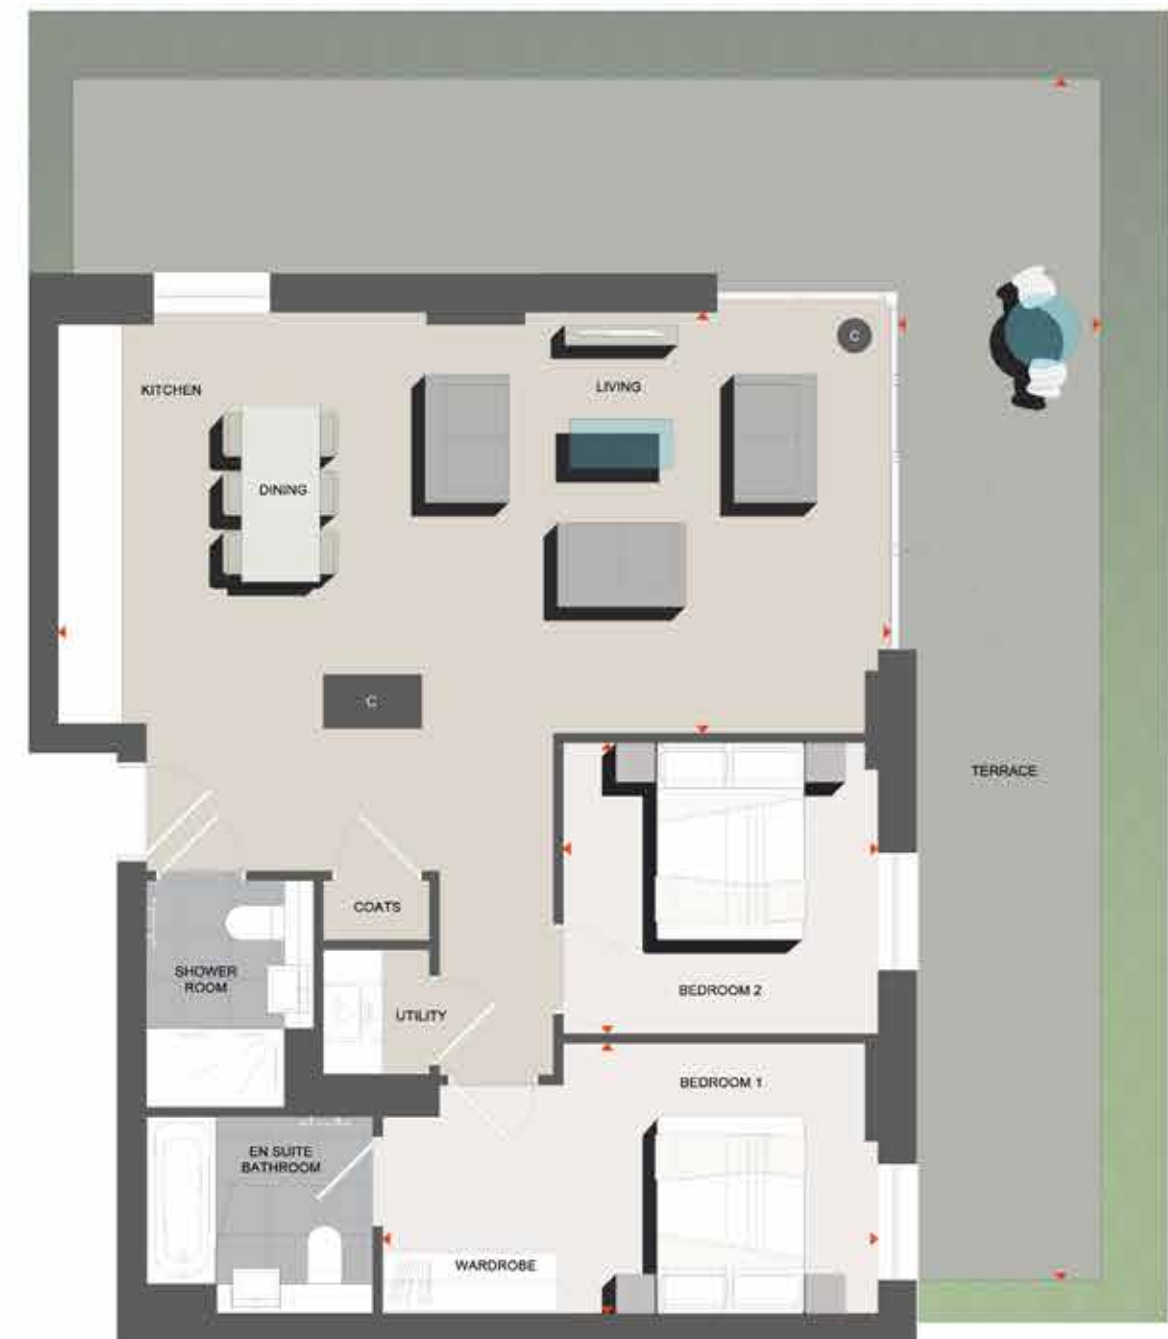 C
KITCHEN
LIVING
DINING
C
TERRACE
COATS
SHOWER
ROOM
BEDROOM 2
UTILITY
BEDROOM 1
EN SUITE
BATHROOM
WARDROBE